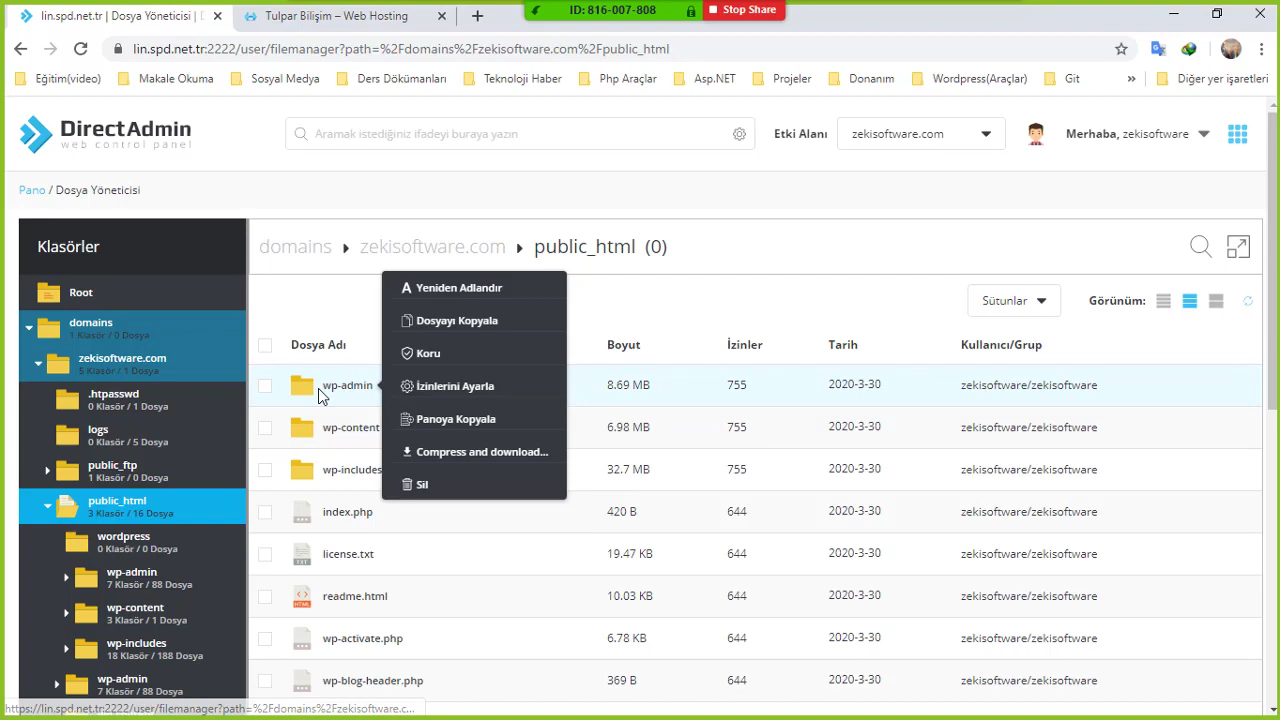 lin.spd.net.tr | Dosya Yöneticisi |
Tulpar Bilişim – Web Hosting
ID: 816-007-808
Stop Share
lin.spd.net.tr:2222/user/filemanager?path=%2Fdomains%2Fzekisoftware.com%2Fpublic_html
Eğitim(video)
Makale Okuma
Sosyal Medya
Ders Dökümanları
Teknoloji Haber
Php Araçlar
Asp.NET
Projeler
Donanım
Wordpress(Araçlar)
Git
»
Diğer yer işaretleri
DirectAdmin
web control panel
Aramak istediğiniz ifadeyi buraya yazın
Etki Alanı
zekisoftware.com
Merhaba, zekisoftware
Pano / Dosya Yöneticisi
Klasörler
Root
domains
1 Klasör / 0 Dosya
zekisoftware.com
5 Klasör / 1 Dosya
.htpasswd
0 Klasör / 1 Dosya
logs
0 Klasör / 5 Dosya
public_ftp
1 Klasör / 0 Dosya
public_html
3 Klasör / 16 Dosya
wordpress
0 Klasör / 0 Dosya
wp-admin
7 Klasör / 88 Dosya
wp-content
3 Klasör / 1 Dosya
wp-includes
18 Klasör / 188 Dosya
wp-admin
7 Klasör / 88 Dosya
domains zekisoftware.com public_html (0)
Sütunlar
Görünüm:
Dosya Adı Boyut İzinler Tarih Kullanıcı/Grup
wp-admin 8.69 MB 755 2020-3-30 zekisoftware/zekisoftware
wp-content 6.98 MB 755 2020-3-30 zekisoftware/zekisoftware
wp-includes 32.7 MB 755 2020-3-30 zekisoftware/zekisoftware
index.php 420 B 644 2020-3-30 zekisoftware/zekisoftware
license.txt 19.47 KB 644 2020-3-30 zekisoftware/zekisoftware
readme.html 10.03 KB 644 2020-3-30 zekisoftware/zekisoftware
wp-activate.php 6.78 KB 644 2020-3-30 zekisoftware/zekisoftware
wp-blog-header.php 369 B 644 2020-3-30 zekisoftware/zekisoftware
Yeniden Adlandır
Dosyayı Kopyala
Koru
İzinlerini Ayarla
Panoya Kopyala
Compress and download...
Sil
https://lin.spd.net.tr:2222/user/filemanager?path=%2Fdomains%2Fzekisoftware.c...